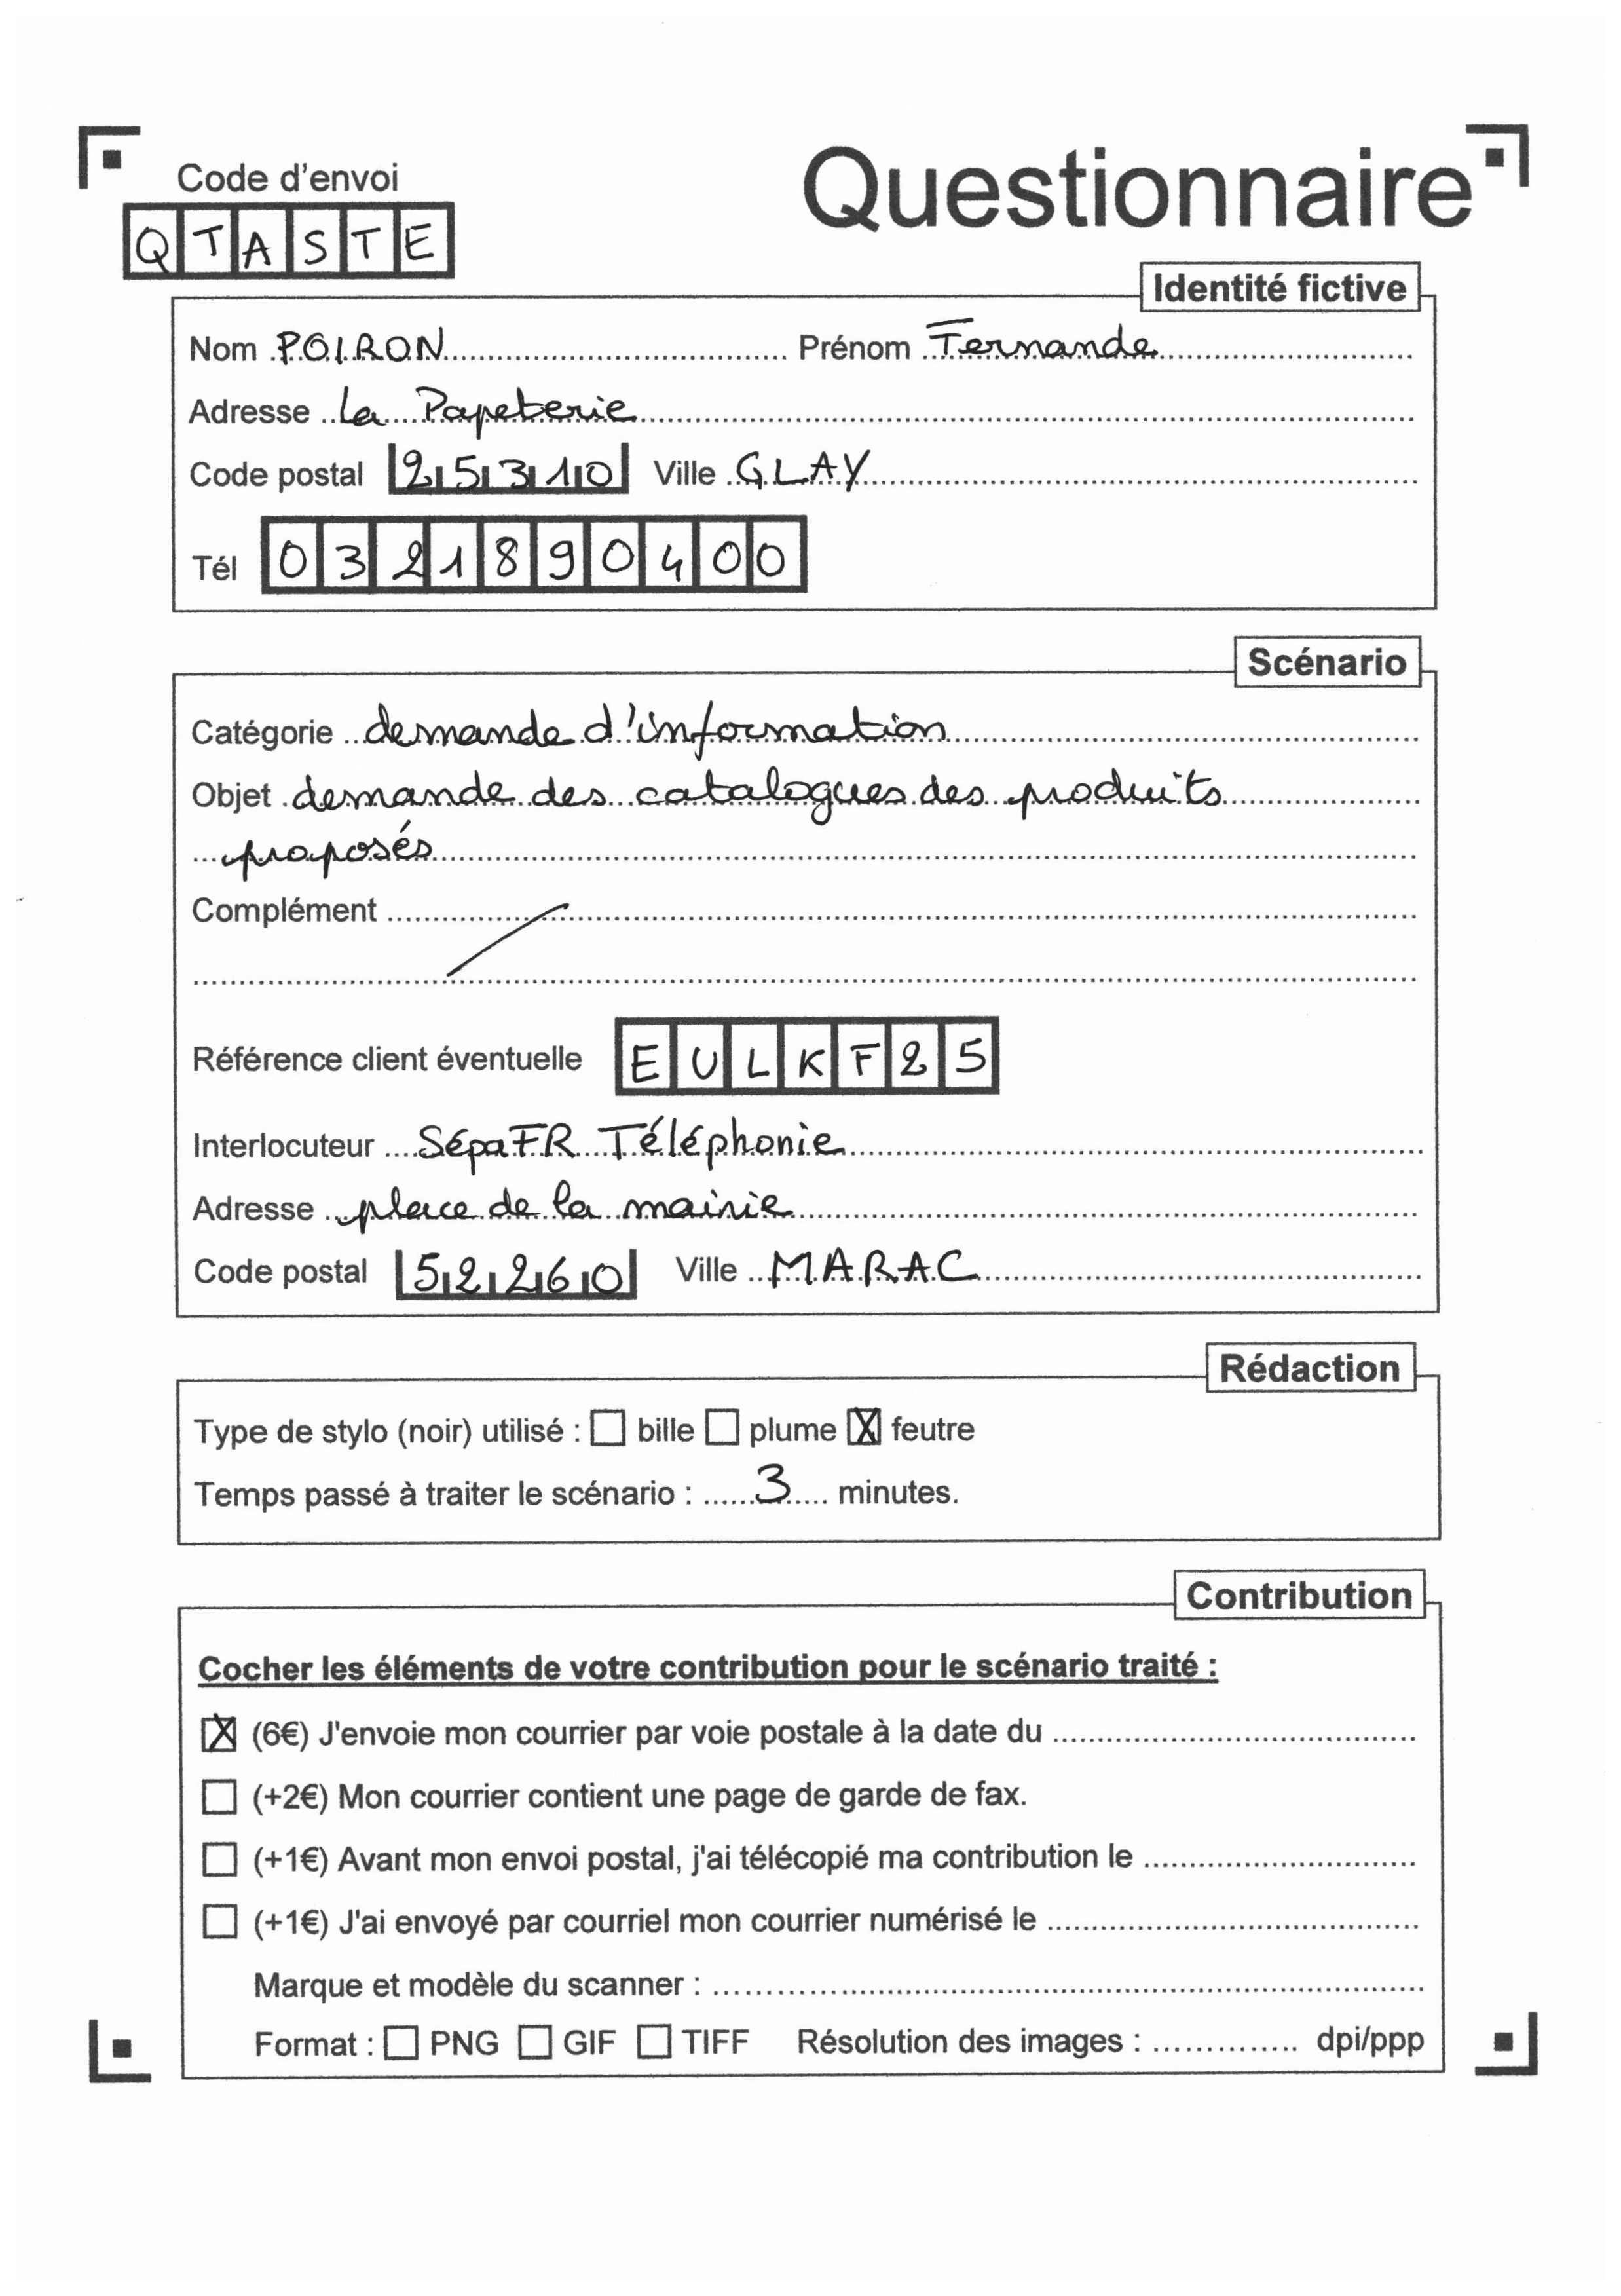 Code d'envoi
Questionnaire
QTASTE
Identité fictive
Nom POIRON Prénom Fernande
Adresse La Papeterie
Code postal 25310 Ville GLAY
Tél 0321890400
Scénario
Catégorie demande d'information
Objet demande des catalogues des produits
proposés
Complément
Référence client éventuelle EULKF25
Interlocuteur SépaFR Téléphonie
Adresse place de la mairie
Code postal 52260 Ville MARAC
Rédaction
Type de stylo (noir) utilisé : ☐ bille ☐ plume ☒ feutre
Temps passé à traiter le scénario : 3 minutes.
Contribution
Cocher les éléments de votre contribution pour le scénario traité :
☒ (6€) J'envoie mon courrier par voie postale à la date du
☐ (+2€) Mon courrier contient une page de garde de fax.
☐ (+1€) Avant mon envoi postal, j'ai télécopié ma contribution le
☐ (+1€) J'ai envoyé par courriel mon courrier numérisé le
Marque et modèle du scanner :
Format : ☐ PNG ☐ GIF ☐ TIFF Résolution des images : dpi/ppp